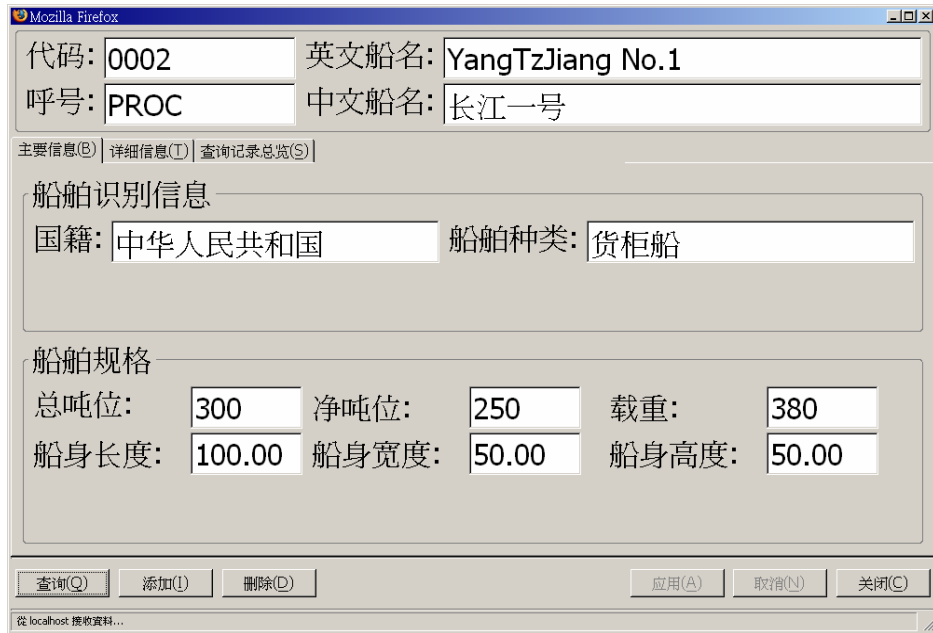 Mozilla Firefox
代码: 0002 英文船名: YangTzJiang No.1
呼号: PROC 中文船名: 长江一号
主要信息(B) 详细信息(T) 查询记录总览(S)
船舶识别信息
国籍: 中华人民共和国 船舶种类: 货柜船
船舶规格
总吨位: 300 净吨位: 250 载重: 380
船身长度: 100.00 船身宽度: 50.00 船身高度: 50.00
查询(Q) 添加(I) 删除(D) 应用(A) 取消(N) 关闭(C)
從 localhost 接收資料...